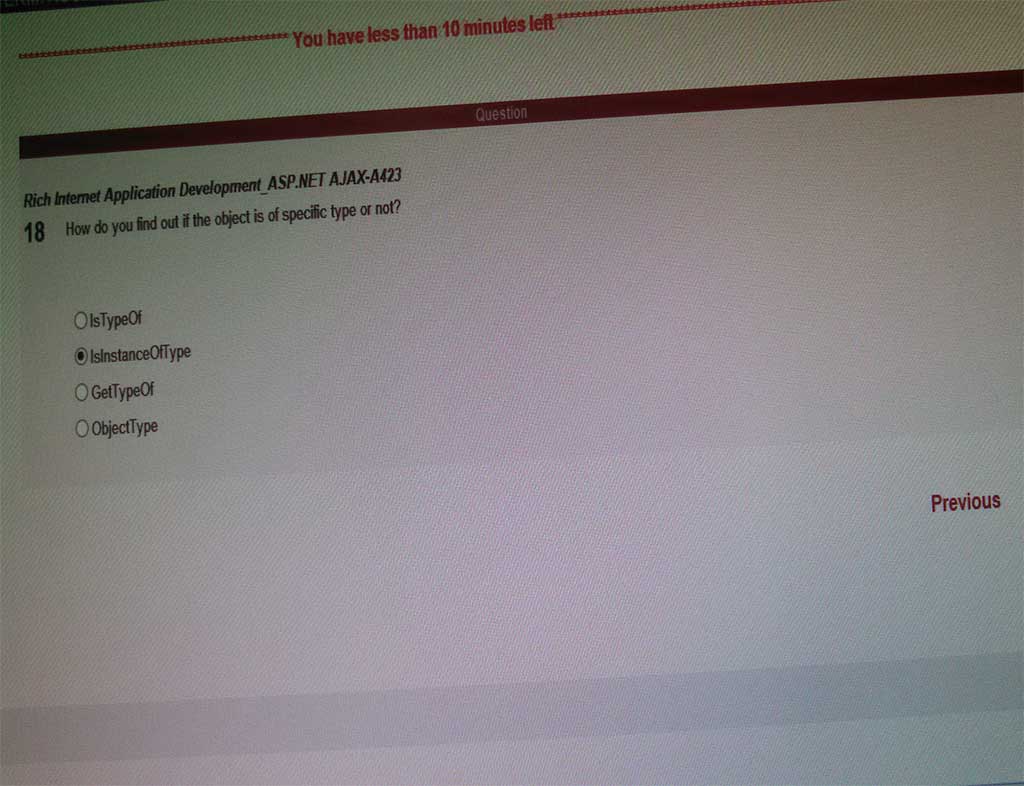 You have less than 10 minutes left
Question
Rich Internet Application Development_ASP.NET AJAX-A423
18 How do you find out if the object is of specific type or not?
IsTypeOf
IsInstanceOfType
GetTypeOf
ObjectType
Previous